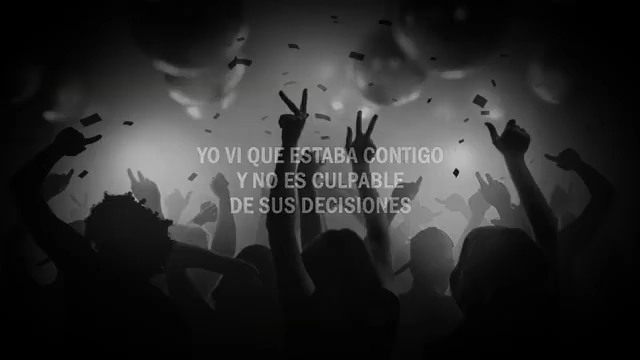 YO VI QUE ESTABA CONTIGO
Y NO ES CULPABLE
DE SUS DECISIONES